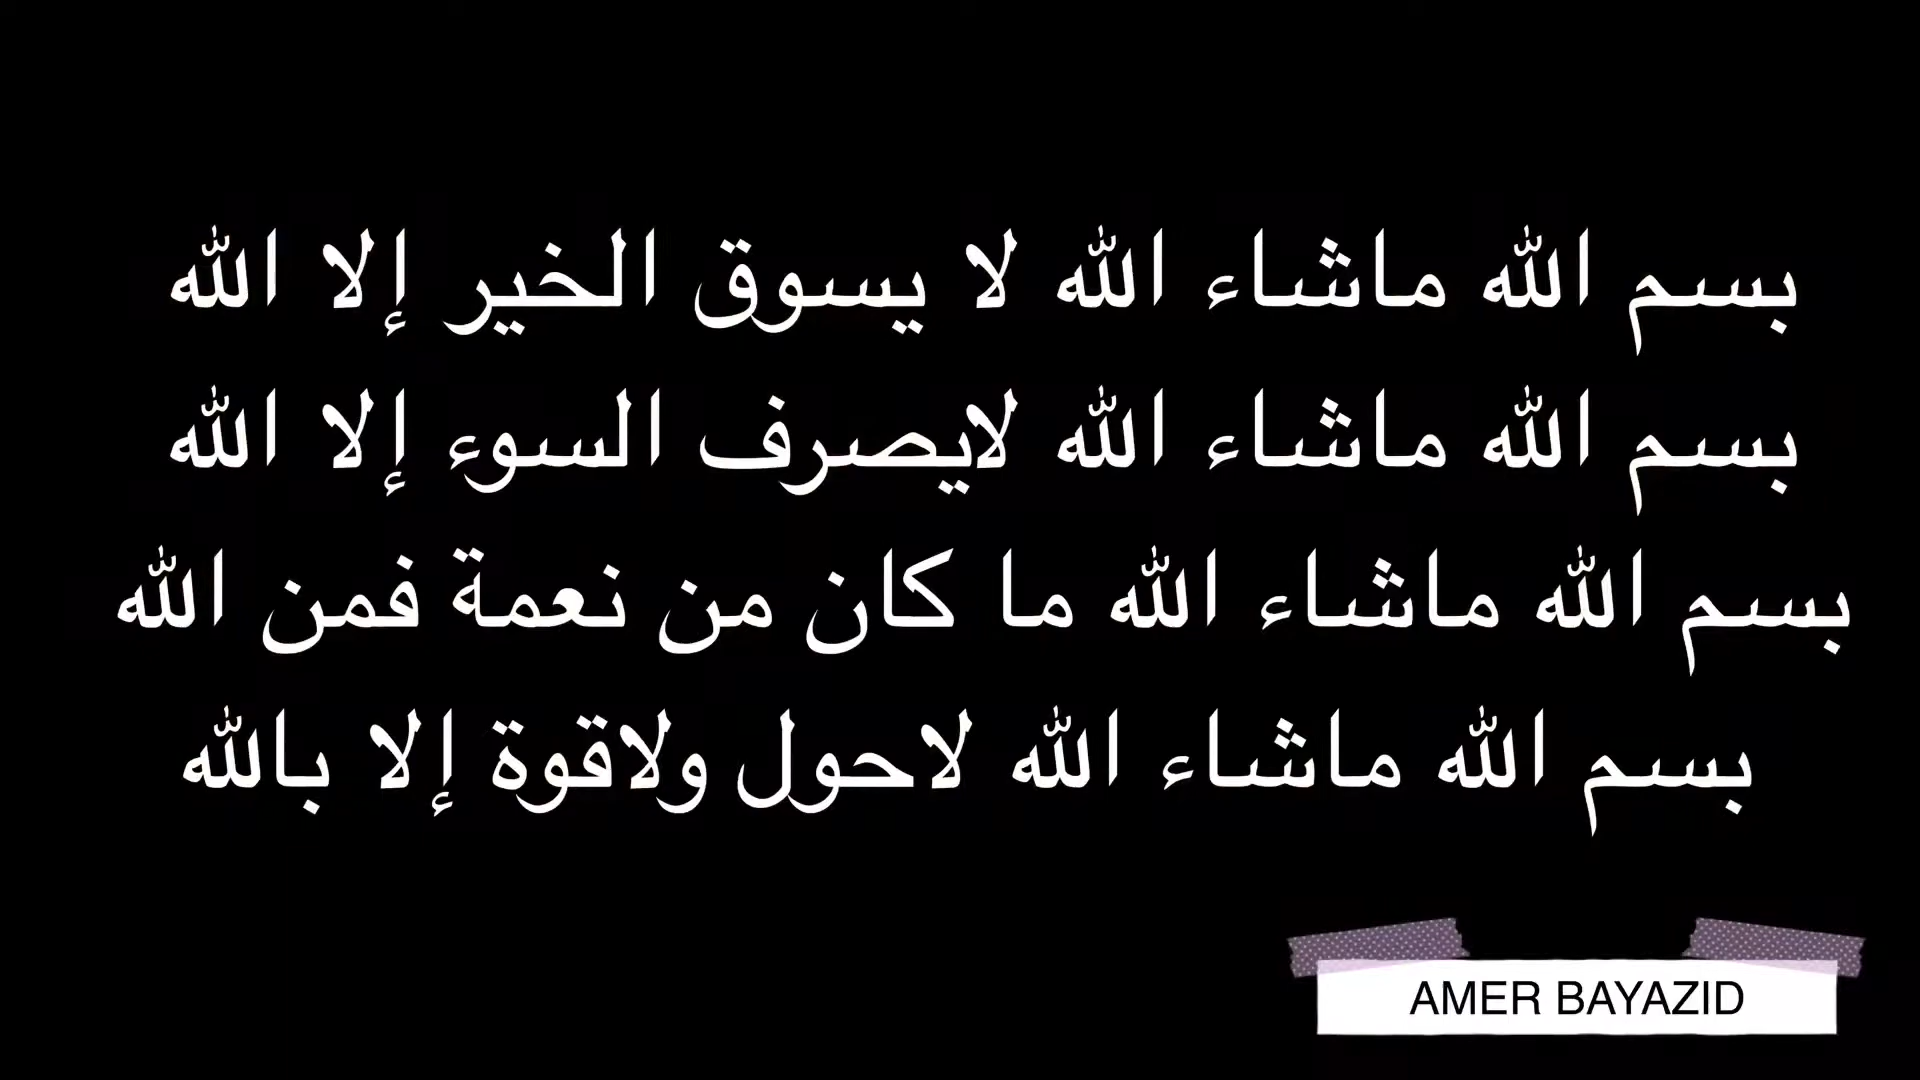 بسم الله ماشاء الله لا يسوق الخير إلا الله
بسم الله ماشاء الله لايصرف السوء إلا الله
بسم الله ماشاء الله ما كان من نعمة فمن الله
بسم الله ماشاء الله لاحول ولاقوة إلا بالله
AMER BAYAZID